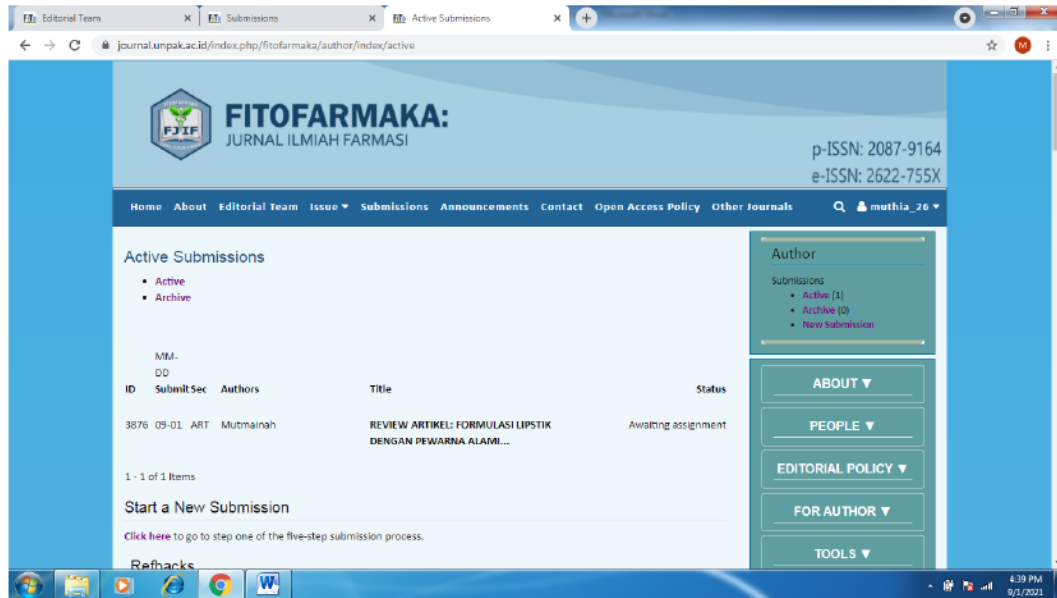 Editorial Team
Submissions
Active Submissions
journal.unpak.ac.id/index.php/fitofarmaka/author/index/active
M
FJIF
FITOFARMAKA:
JURNAL ILMIAH FARMASI
p-ISSN: 2087-9164
e-ISSN: 2622-755X
Home About Editorial Team Issue ▼ Submissions Announcements Contact Open Access Policy Other Journals muthia_26 ▼
Active Submissions
• Active
• Archive
MM-
DD
ID Submit Sec Authors Title Status
3876 09-01 ART Mutmainah REVIEW ARTIKEL: FORMULASI LIPSTIK Awaiting assignment
DENGAN PEWARNA ALAMI...
1 - 1 of 1 Items
Start a New Submission
Click here to go to step one of the five-step submission process.
Refbacks
Author
Submissions
• Active (1)
• Archive (0)
• New Submission
ABOUT ▼
PEOPLE ▼
EDITORIAL POLICY ▼
FOR AUTHOR ▼
TOOLS ▼
4:39 PM
9/1/2021